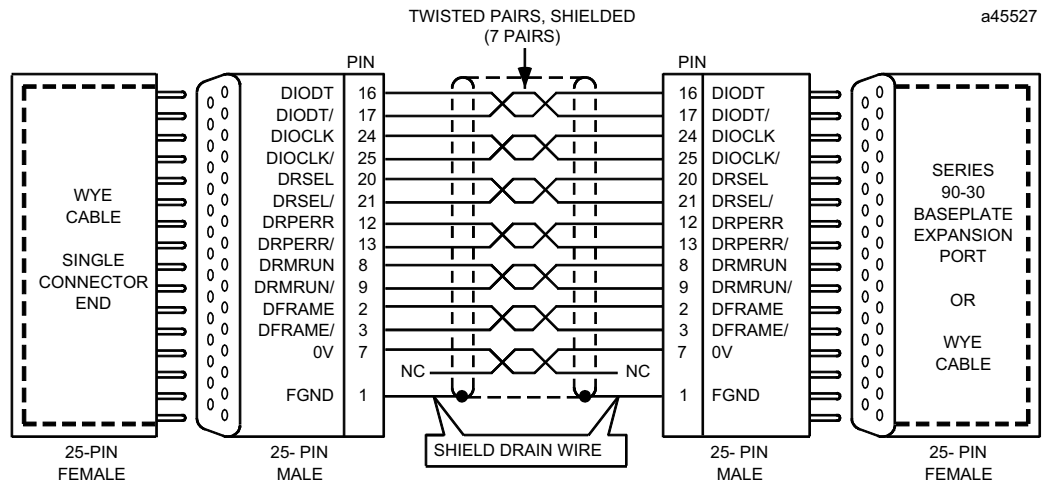 TWISTED PAIRS, SHIELDED
(7 PAIRS)
a45527
PIN PIN
DIODT 16 16 DIODT
DIODT/ 17 17 DIODT/
DIOCLK 24 24 DIOCLK
DIOCLK/ 25 25 DIOCLK/
DRSEL 20 20 DRSEL
DRSEL/ 21 21 DRSEL/
DRPERR 12 12 DRPERR
DRPERR/ 13 13 DRPERR/
DRMRUN 8 8 DRMRUN
DRMRUN/ 9 9 DRMRUN/
DFRAME 2 2 DFRAME
DFRAME/ 3 3 DFRAME/
0V 7 7 0V
NC NC
FGND 1 1 FGND
WYE
CABLE
SINGLE
CONNECTOR
END
SERIES
90-30
BASEPLATE
EXPANSION
PORT
OR
WYE
CABLE
SHIELD DRAIN WIRE
25-PIN
FEMALE
25- PIN
MALE
25- PIN
MALE
25- PIN
FEMALE